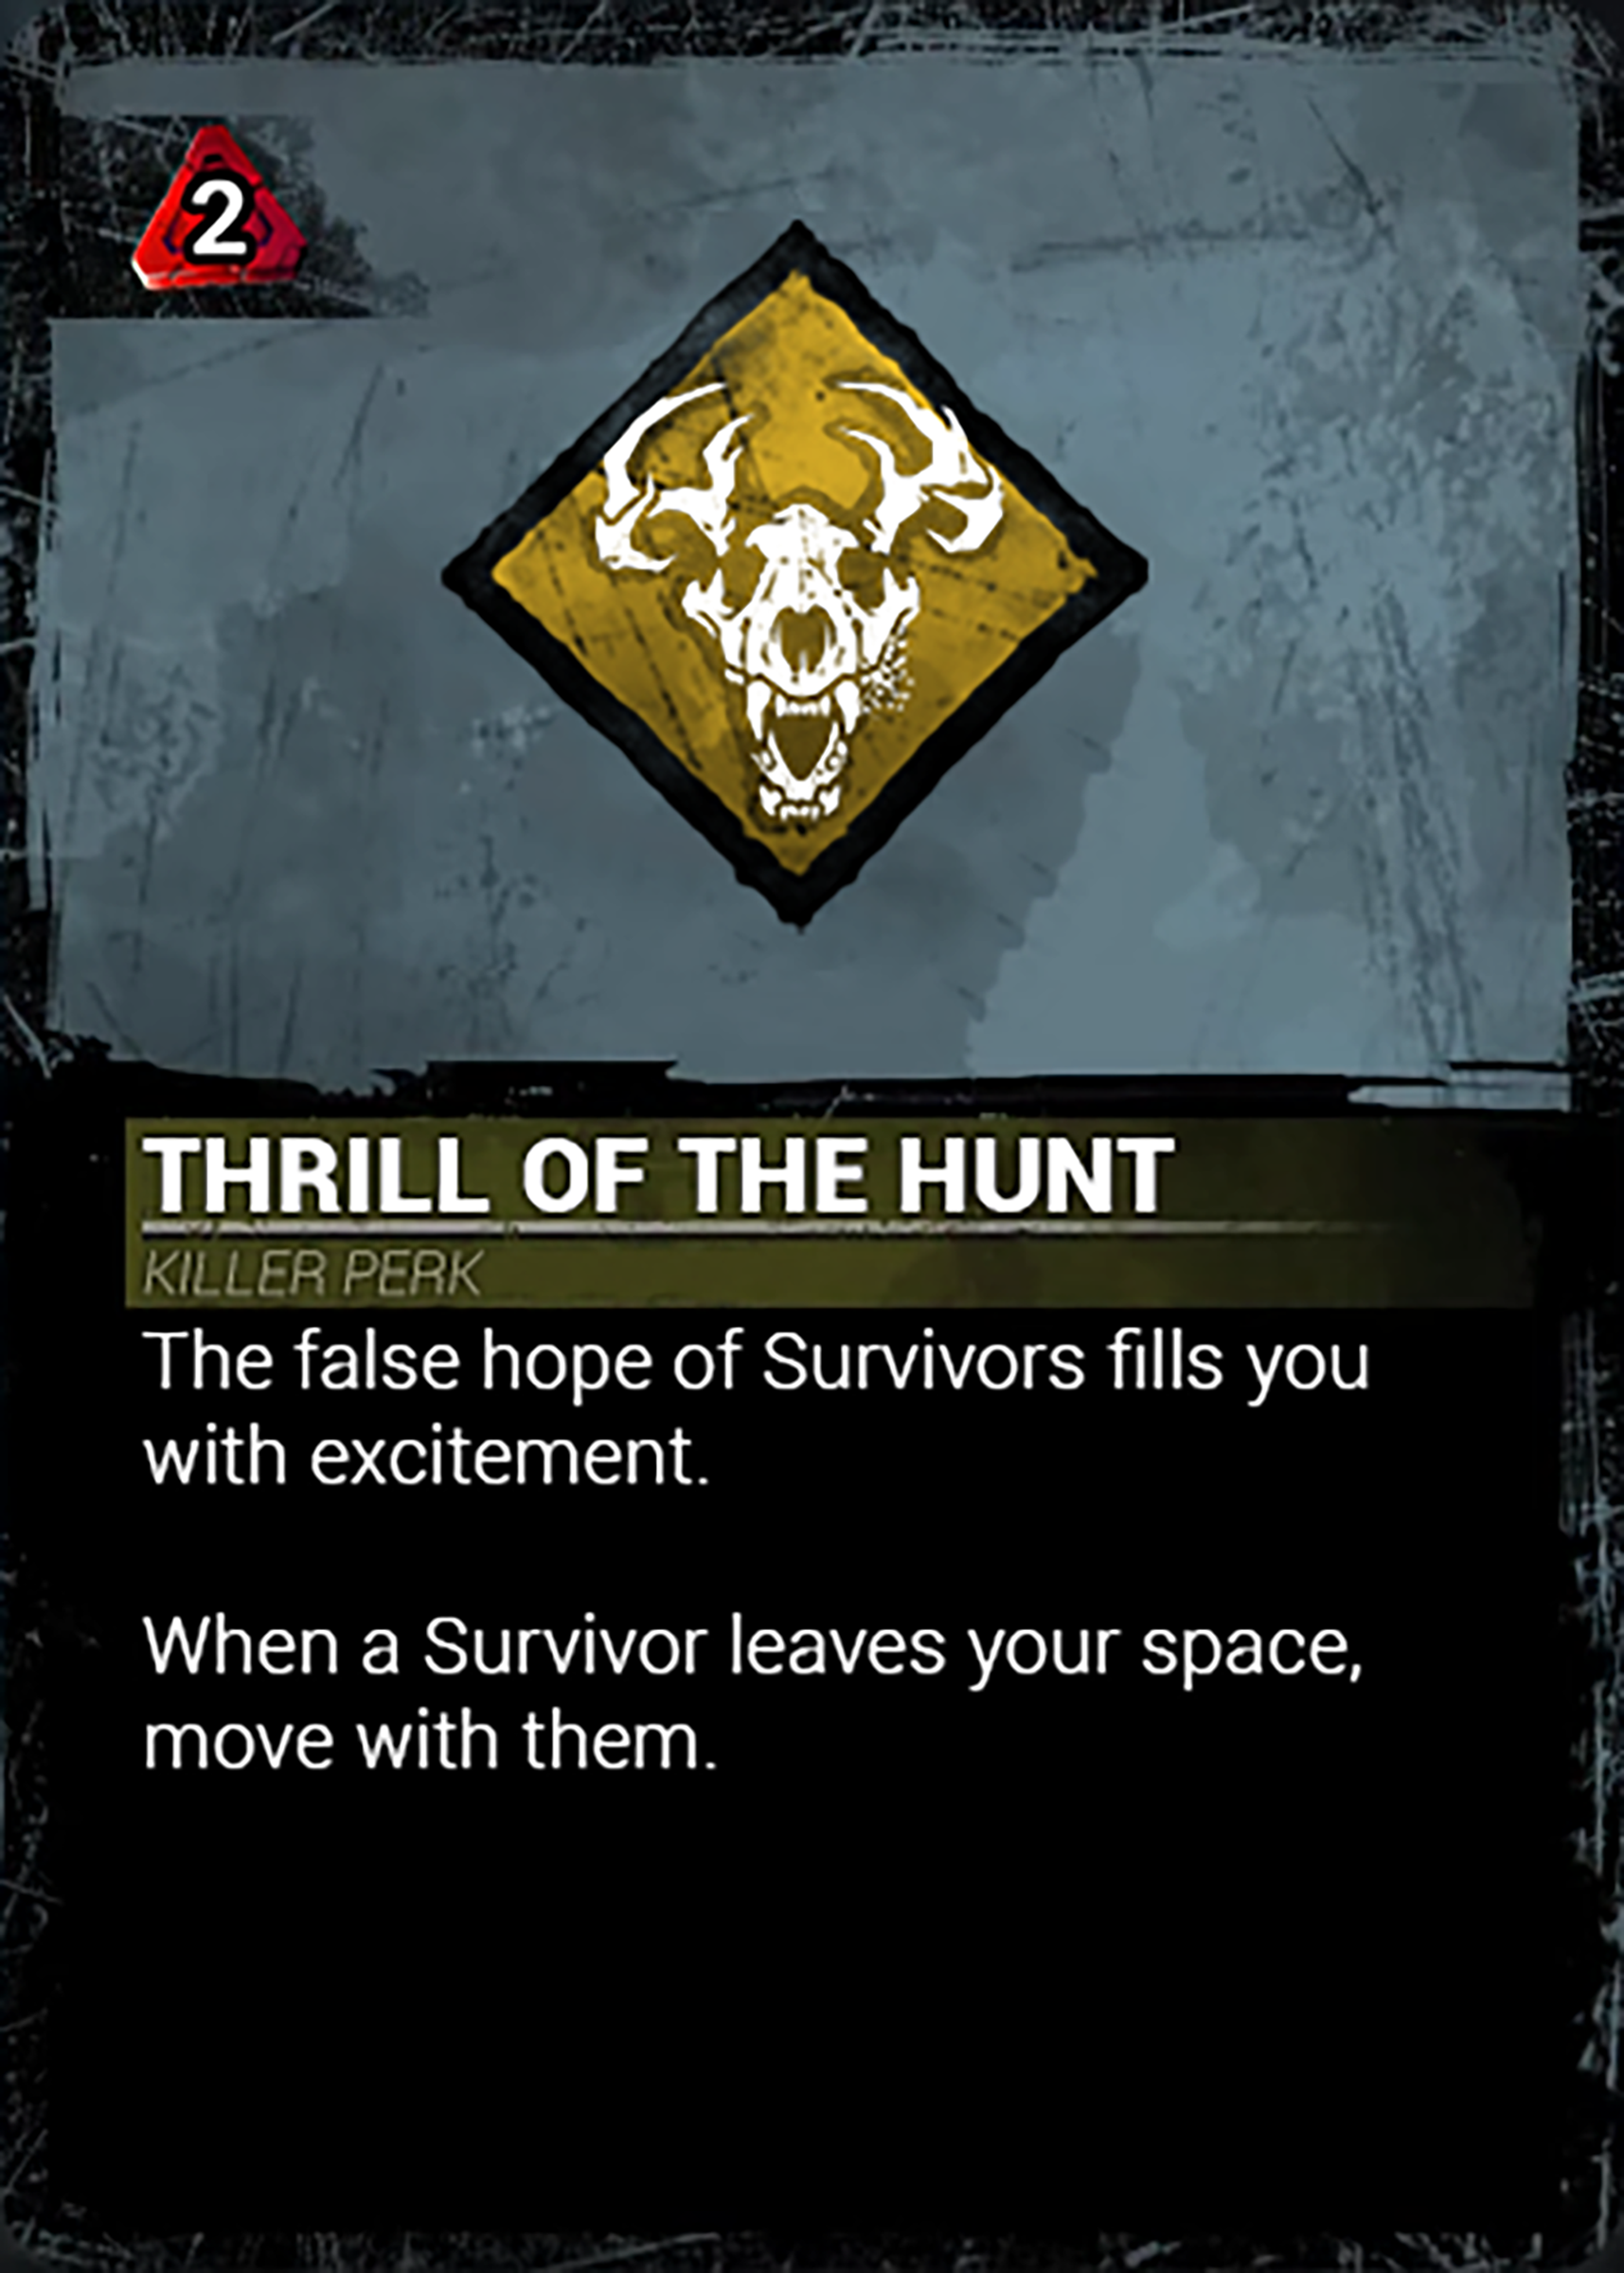 2
THRILL OF THE HUNT
KILLER PERK
The false hope of Survivors fills you
with excitement.
When a Survivor leaves your space,
move with them.